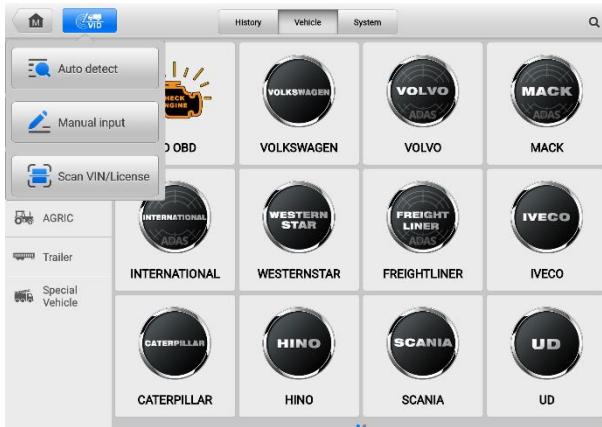 M
VID
History
Vehicle
System
Auto detect
Manual input
Scan VIN/License
AGRIC
Trailer
Special
Vehicle
CHECK
ENGINE
OBD
VOLKSWAGEN
VOLKSWAGEN
VOLVO
ADAS
VOLVO
MACK
ADAS
MACK
INTERNATIONAL
ADAS
INTERNATIONAL
WESTERN
STAR
WESTERNSTAR
FREIGHT
LINER
ADAS
FREIGHTLINER
IVECO
IVECO
CATERPILLAR
CATERPILLAR
HINO
HINO
SCANIA
SCANIA
UD
UD